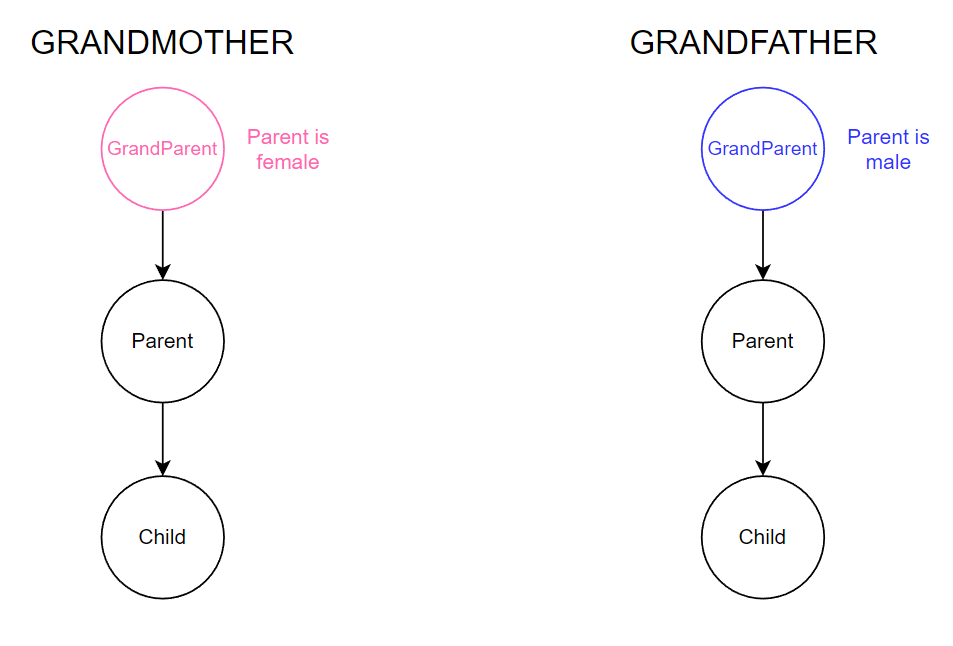 GRANDMOTHER
GrandParent
Parent is
female
Parent
Child
GRANDFATHER
GrandParent
Parent is
male
Parent
Child